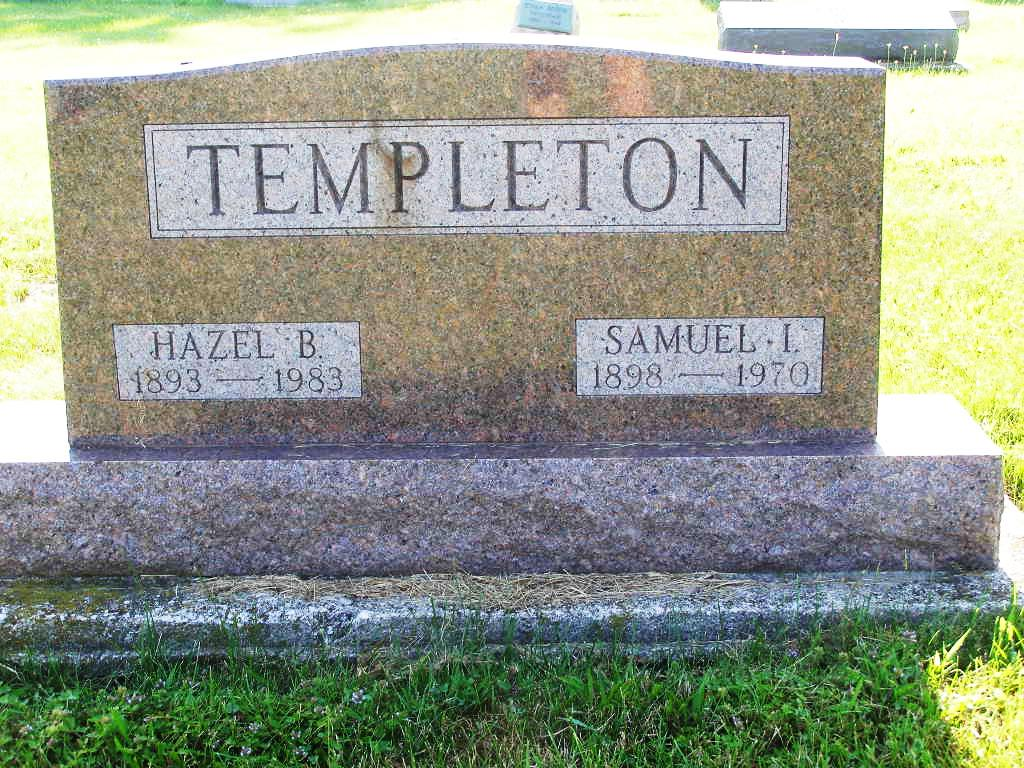 TEMPLETON
HAZEL B.
1893 — 1983
SAMUEL I.
1898 — 1970